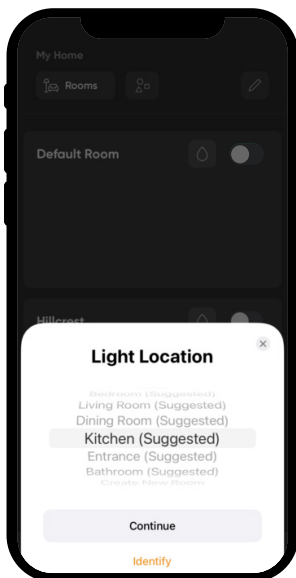 My Home
Rooms
Default Room
Hillcrest
Light Location
Bedroom (Suggested)
Living Room (Suggested)
Dining Room (Suggested)
Kitchen (Suggested)
Entrance (Suggested)
Bathroom (Suggested)
Create New Room
Continue
Identify